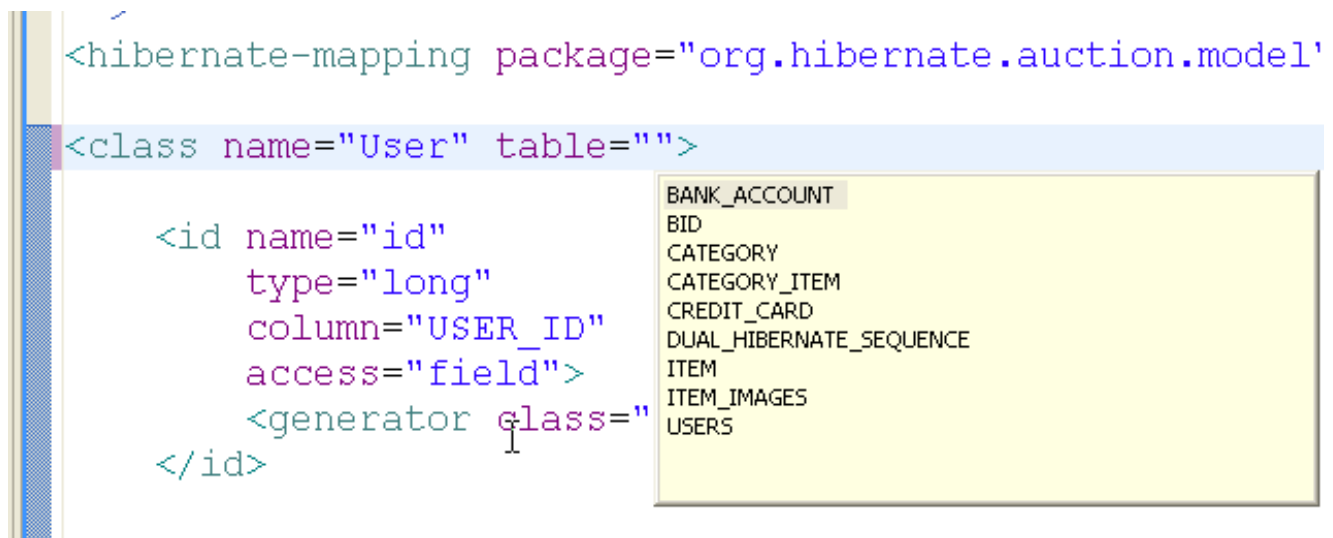 <hibernate-mapping package="org.hibernate.auction.model"
<class name="User" table="">
<id name="id"
type="long"
column="USER_ID"
access="field">
<generator class="
</id>
BANK_ACCOUNT
BID
CATEGORY
CATEGORY_ITEM
CREDIT_CARD
DUAL_HIBERNATE_SEQUENCE
ITEM
ITEM_IMAGES
USERS